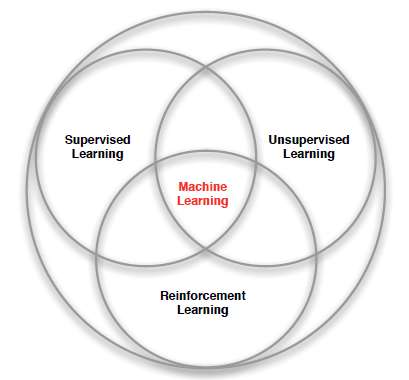 Supervised
Learning
Unsupervised
Learning
Machine
Learning
Reinforcement
Learning